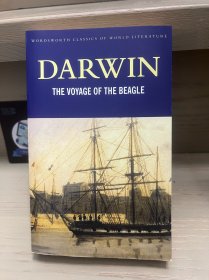 WORDSWORTH CLASSICS OF WORLD LITERATURE
DARWIN
THE VOYAGE OF THE BEAGLE